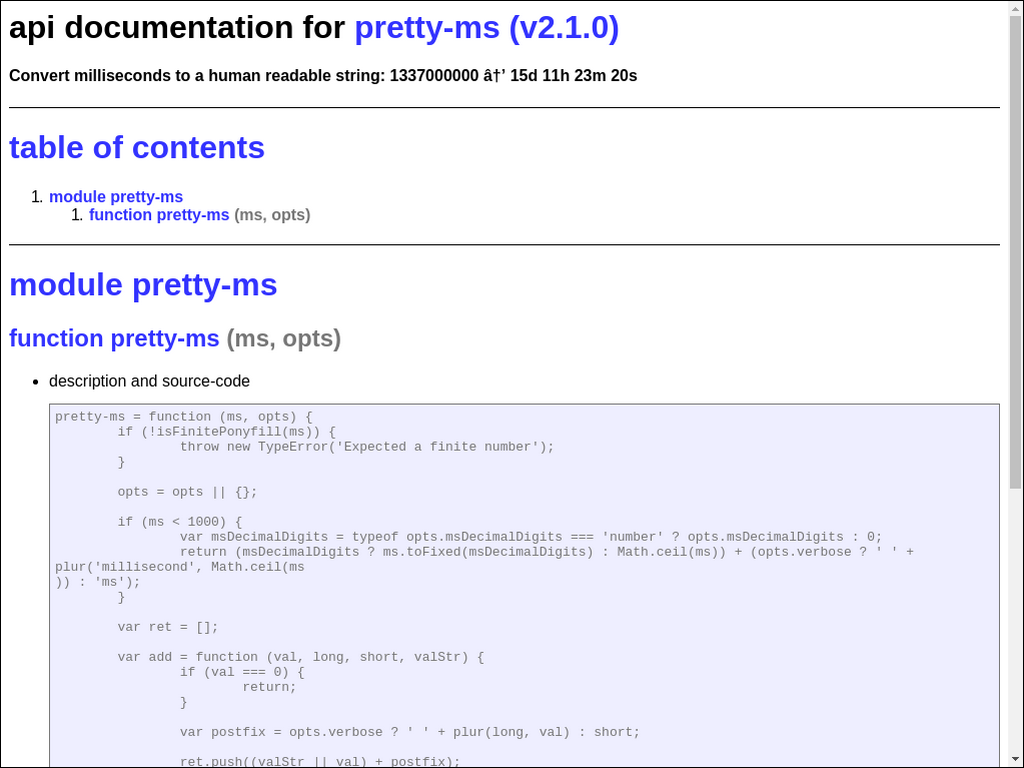 api documentation for pretty-ms (v2.1.0)
Convert milliseconds to a human readable string: 1337000000 â†’ 15d 11h 23m 20s
table of contents
1. module pretty-ms
1. function pretty-ms (ms, opts)
module pretty-ms
function pretty-ms (ms, opts)
• description and source-code
pretty-ms = function (ms, opts) {
if (!isFinitePonyfill(ms)) {
throw new TypeError('Expected a finite number');
}
opts = opts || {};
if (ms < 1000) {
var msDecimalDigits = typeof opts.msDecimalDigits === 'number' ? opts.msDecimalDigits : 0;
return (msDecimalDigits ? ms.toFixed(msDecimalDigits) : Math.ceil(ms)) + (opts.verbose ? ' ' +
plur('millisecond', Math.ceil(ms
)) : 'ms');
}
var ret = [];
var add = function (val, long, short, valStr) {
if (val === 0) {
return;
}
var postfix = opts.verbose ? ' ' + plur(long, val) : short;
ret.push((valStr || val) + postfix);